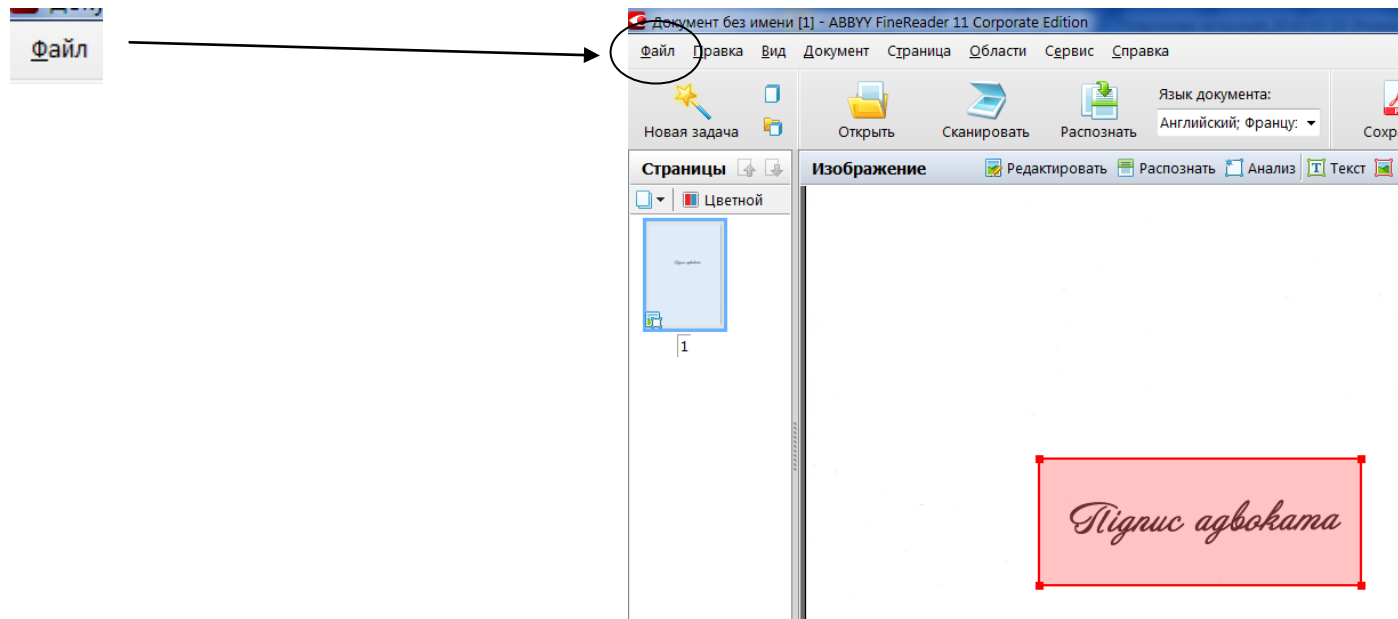 Файл
Документ без имени [1] - ABBYY FineReader 11 Corporate Edition
Файл Правка Вид Документ Страница Области Сервис Справка
Новая задача
Открыть
Сканировать
Распознать
Язык документа:
Английский; Францу:
Сохр
Страницы
Изображение
Редактировать Распознать Анализ Текст
Цветной
Підпис адвоката
1
Підпис адвоката